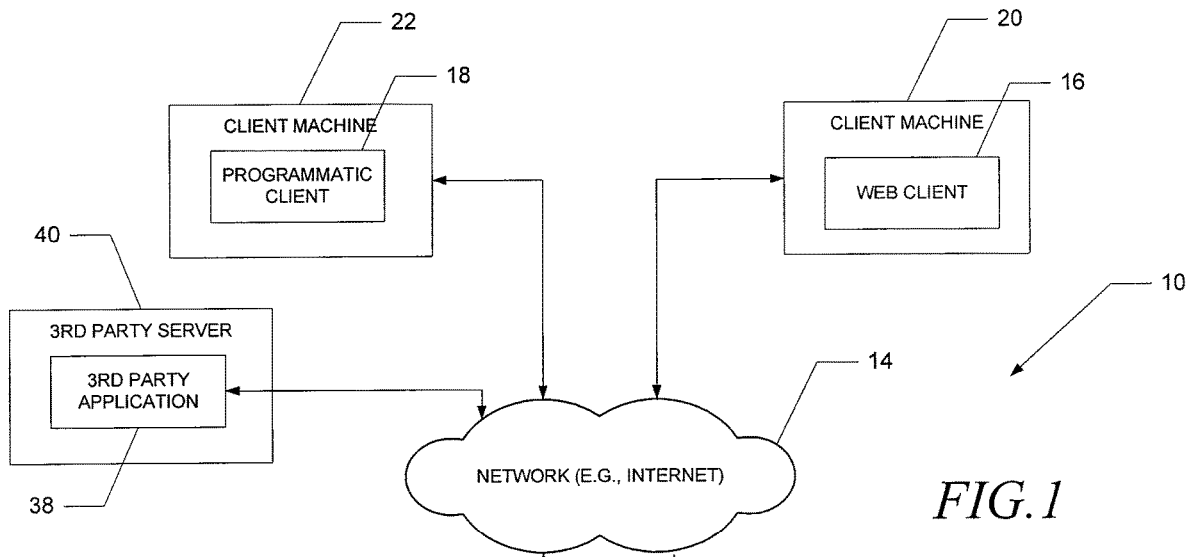 22
20
18
16
CLIENT MACHINE
PROGRAMMATIC
CLIENT
CLIENT MACHINE
WEB CLIENT
40
10
3RD PARTY SERVER
3RD PARTY
APPLICATION
14
38
NETWORK (E.G., INTERNET)
FIG.1